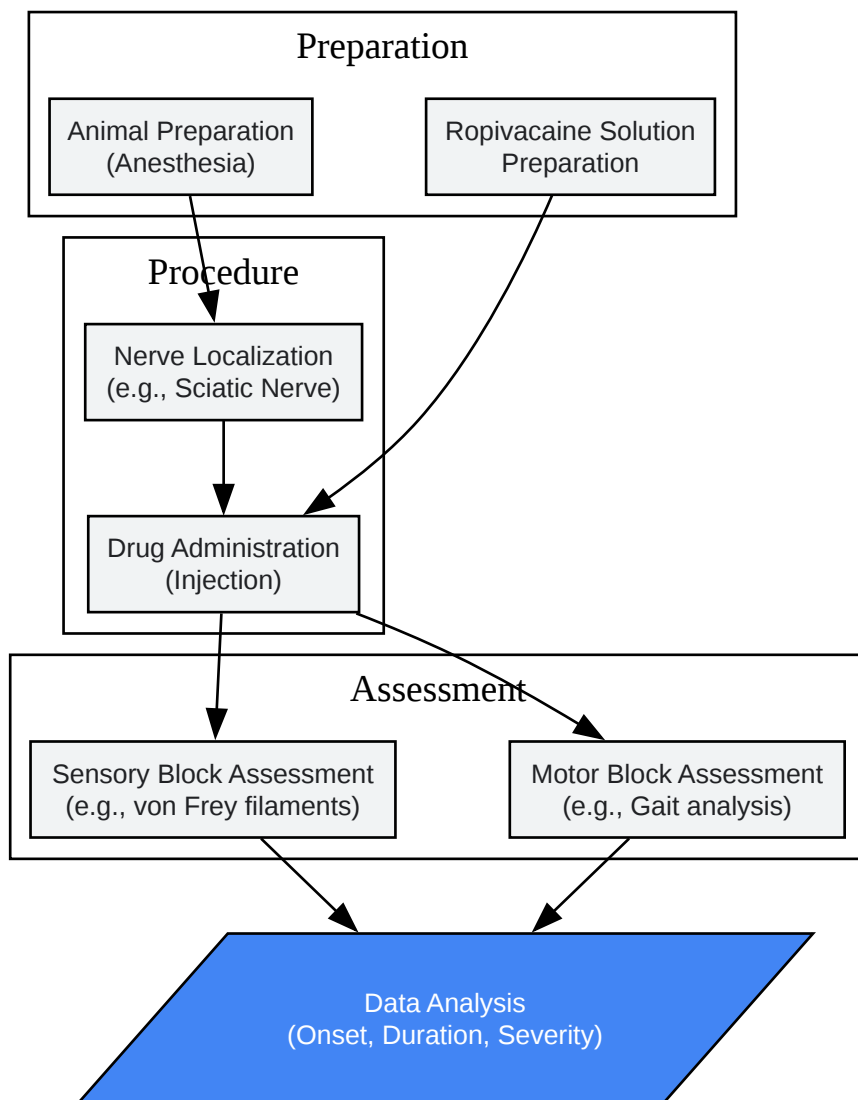 Preparation
Animal Preparation
(Anesthesia)
Ropivacaine Solution
Preparation
Procedure
Nerve Localization
(e.g., Sciatic Nerve)
Drug Administration
(Injection)
Assessment
Sensory Block Assessment
(e.g., von Frey filaments)
Motor Block Assessment
(e.g., Gait analysis)
Data Analysis
(Onset, Duration, Severity)